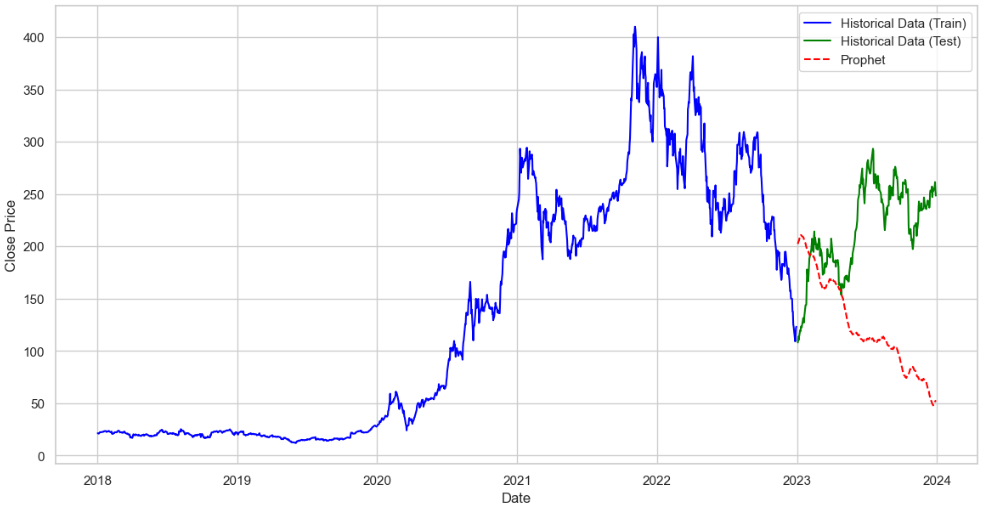 Historical Data (Train)
Historical Data (Test)
Prophet
400
350
300
250
200
150
100
50
0
Close Price
2018 2019 2020 2021 2022 2023 2024
Date